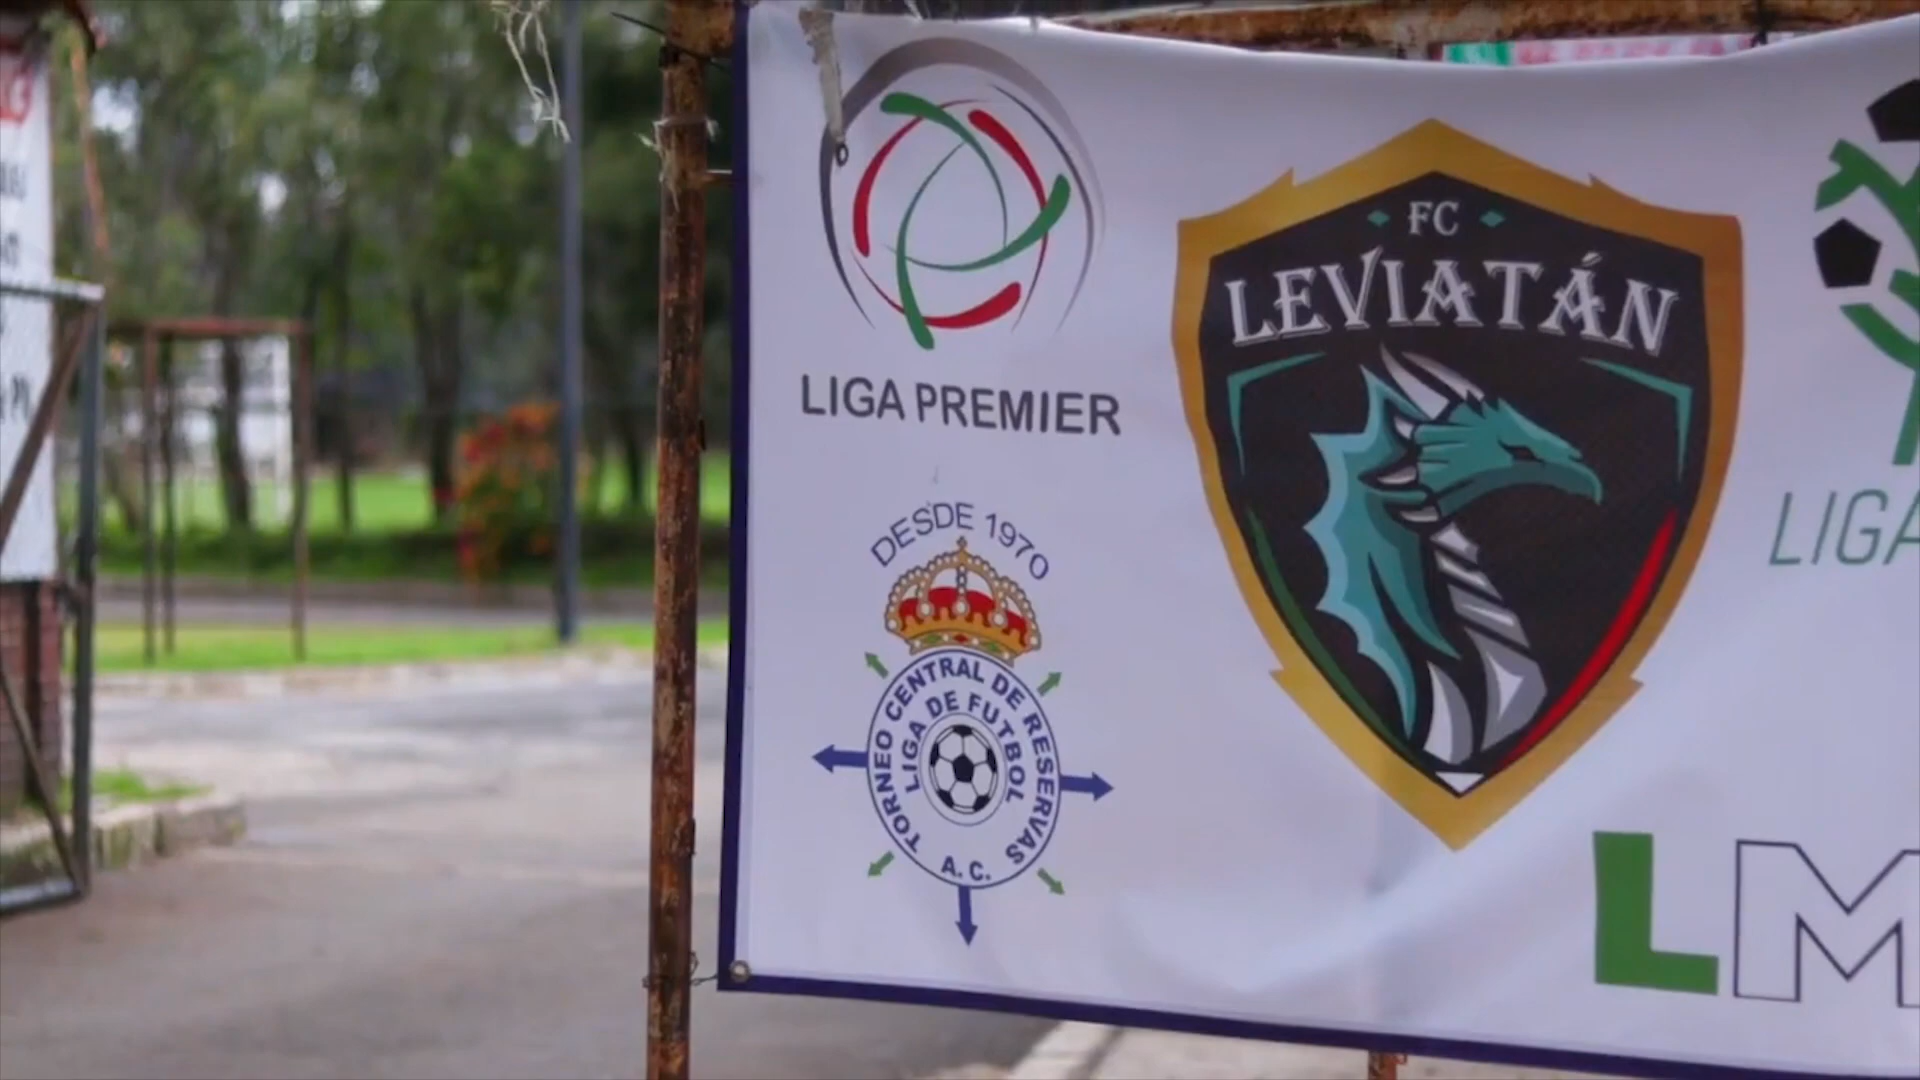 LIGA PREMIER
DESDE 1970
TORNEO CENTRAL DE RESERVAS
LIGA DE FUTBOL
A. C.
FC
LEVIATÁN
LIGA
LM